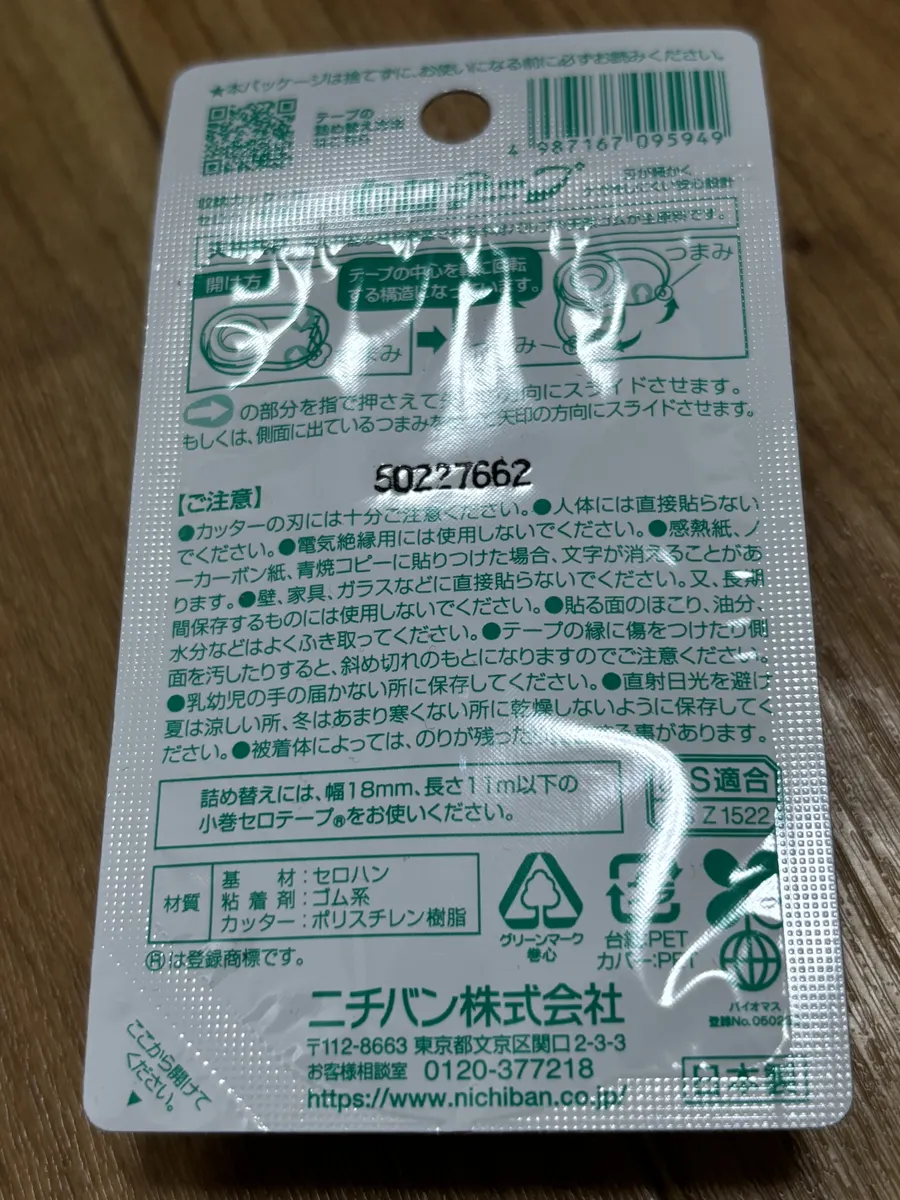 ★本パッケージは捨てずに、お使いになる前に必ずお読みください。
テープの
詰め替え
4 987167 095949
刃が細かく
開け方
テープの中心を軸に回転
する構造になっています。
つまみ
つまみ
の部分を指で押さえて 方向にスライドさせます。
もしくは、側面に出ているつまみを 矢印の方向にスライドさせます。
50227662
【ご注意】
●カッターの刃には十分ご注意ください。●人体には直接貼らない
でください。●電気絶縁用には使用しないでください。●感熱紙、ノ
ーカーボン紙、青焼コピーに貼りつけた場合、文字が消えることがあ
ります。●壁、家具、ガラスなどに直接貼らないでください。又、長期
間保存するものには使用しないでください。●貼る面のほこり、油分、
水分などはよくふき取ってください。●テープの縁に傷をつけたり側
面を汚したりすると、斜め切れのもとになりますのでご注意ください。
●乳幼児の手の届かない所に保存してください。●直射日光を避け
夏は涼しい所、冬はあまり寒くない所に乾燥しないように保存してく
ださい。●被着体によっては、のりが残った する事があります。
詰め替えには、幅18mm、長さ11m以下の
小巻セロテープ®をお使いください。
S適合
Z 1522
材質
基 材:セロハン
粘着剤:ゴム系
カッター:ポリスチレン樹脂
グリーンマーク
巻心
台紙:PET
カバー:PET
バイオマス
登録No.0502
Ⓗは登録商標です。
ニチバン株式会社
〒112-8663 東京都文京区関口2-3-3
お客様相談室 0120-377218
https://www.nichiban.co.jp/
日本製
ここから開けて
ください。